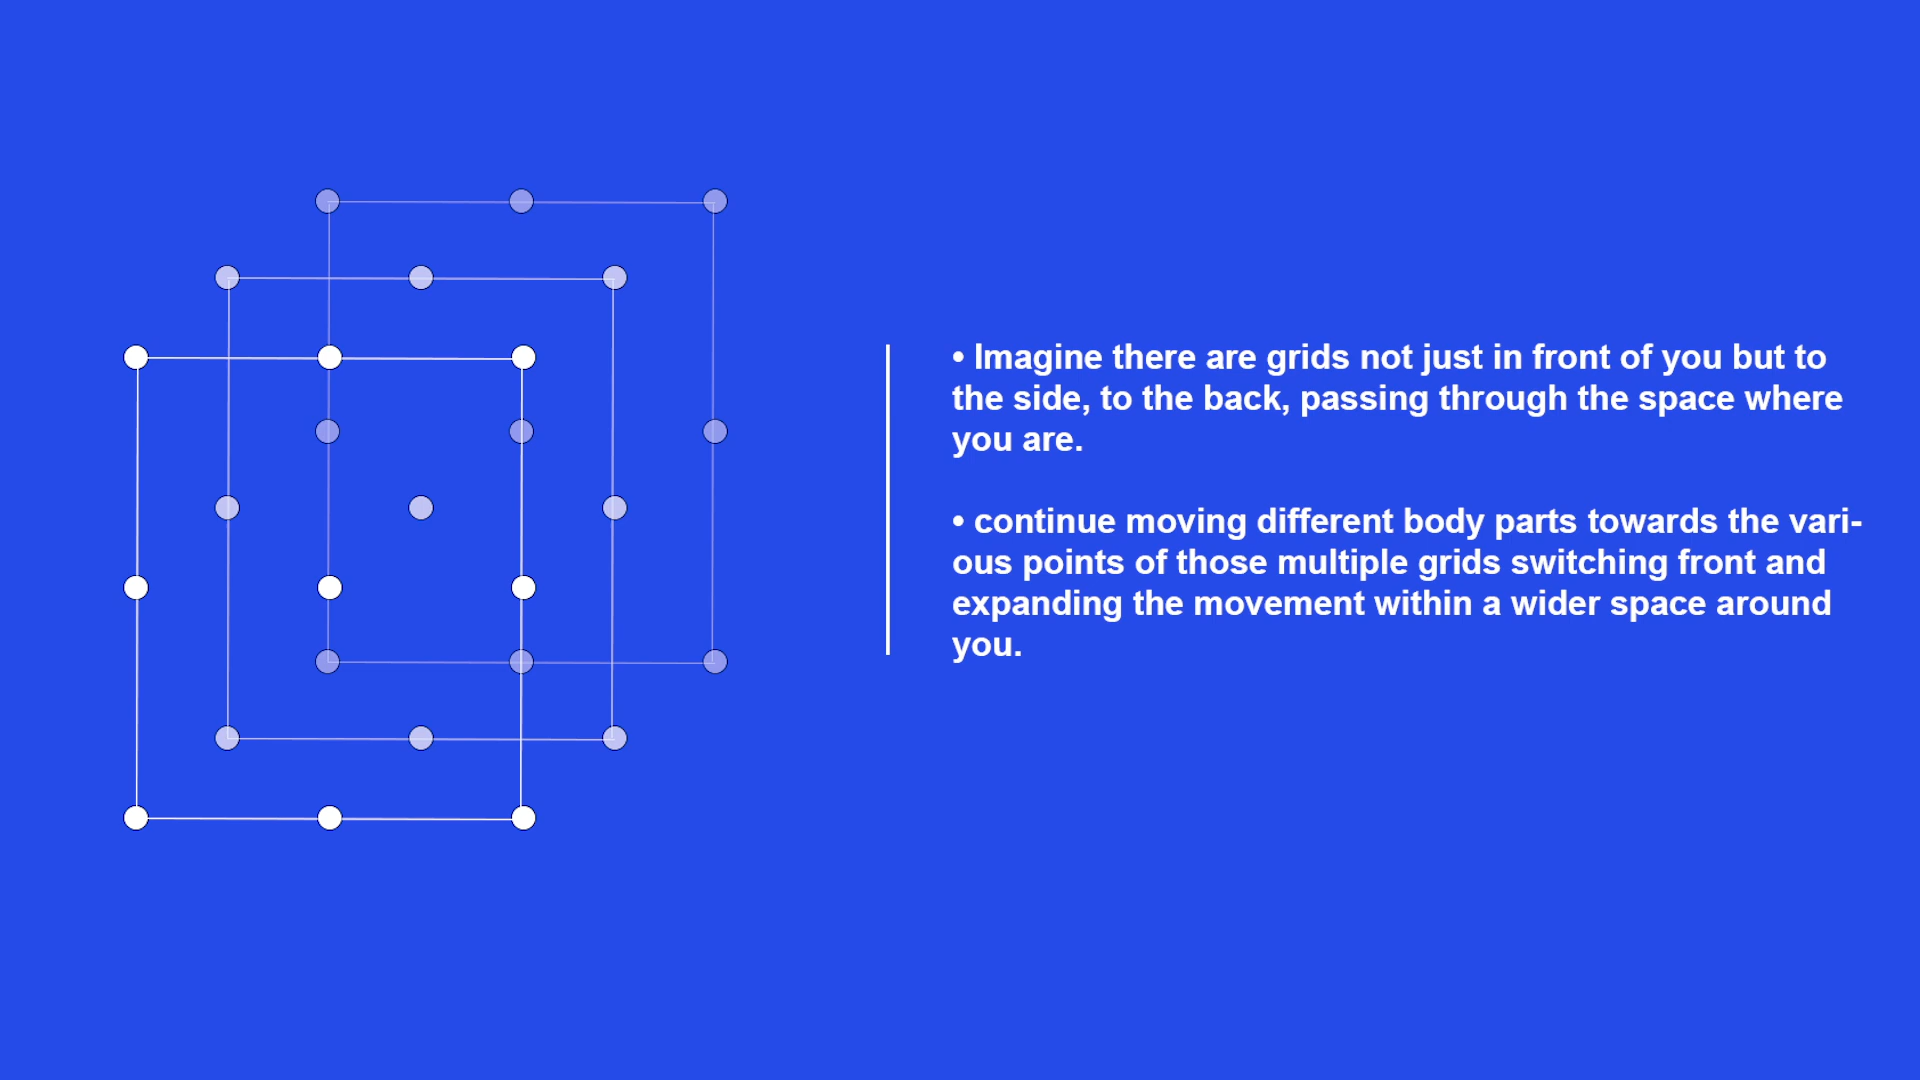 • Imagine there are grids not just in front of you but to
the side, to the back, passing through the space where
you are.
• continue moving different body parts towards the vari-
ous points of those multiple grids switching front and
expanding the movement within a wider space around
you.